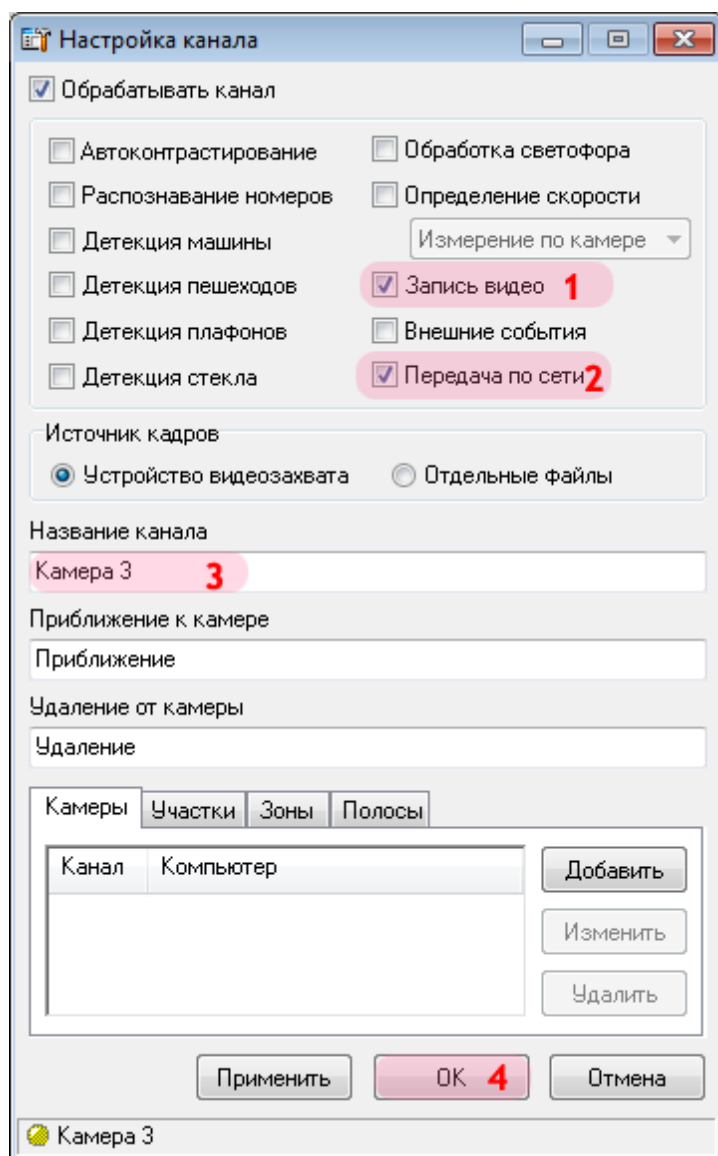 Настройка канала
Обрабатывать канал
Автоконтрастирование
Обработка светофора
Распознавание номеров
Определение скорости
Детекция машины
Измерение по камере
Детекция пешеходов
Запись видео 1
Детекция плафонов
Внешние события
Детекция стекла
Передача по сети 2
Источник кадров
Устройство видеозахвата
Отдельные файлы
Название канала
Камера 3 3
Приближение к камере
Приближение
Удаление от камеры
Удаление
Камеры Участки Зоны Полосы
Канал Компьютер
Добавить
Изменить
Удалить
Применить OK 4 Отмена
Камера 3